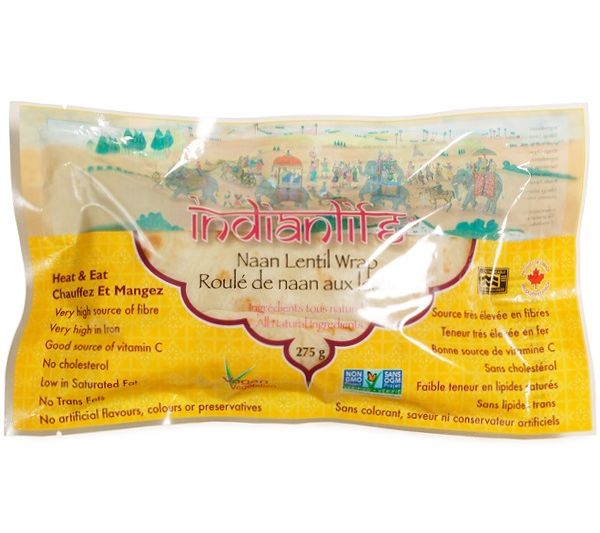 indianlife
Naan Lentil Wrap
Roulé de naan aux
Ingrédients tous
All Natural Ingredients
275 g
Heat & Eat
Chauffez Et Mangez
Very high source of fibre
Very high in Iron
Good source of vitamin C
No cholesterol
Low in Saturated Fat
No Trans Fats
No artificial flavours, colours or preservatives
Vegan
Vegetalien
NON
GMO
Project
SANS
OGM
Projet
Source très élevée en fibres
Teneur très élevée en fer
Bonne source de vitamine C
Sans cholestérol
Faible teneur en lipides saturés
Sans lipides trans
Sans colorant, saveur ni conservateur artificiels